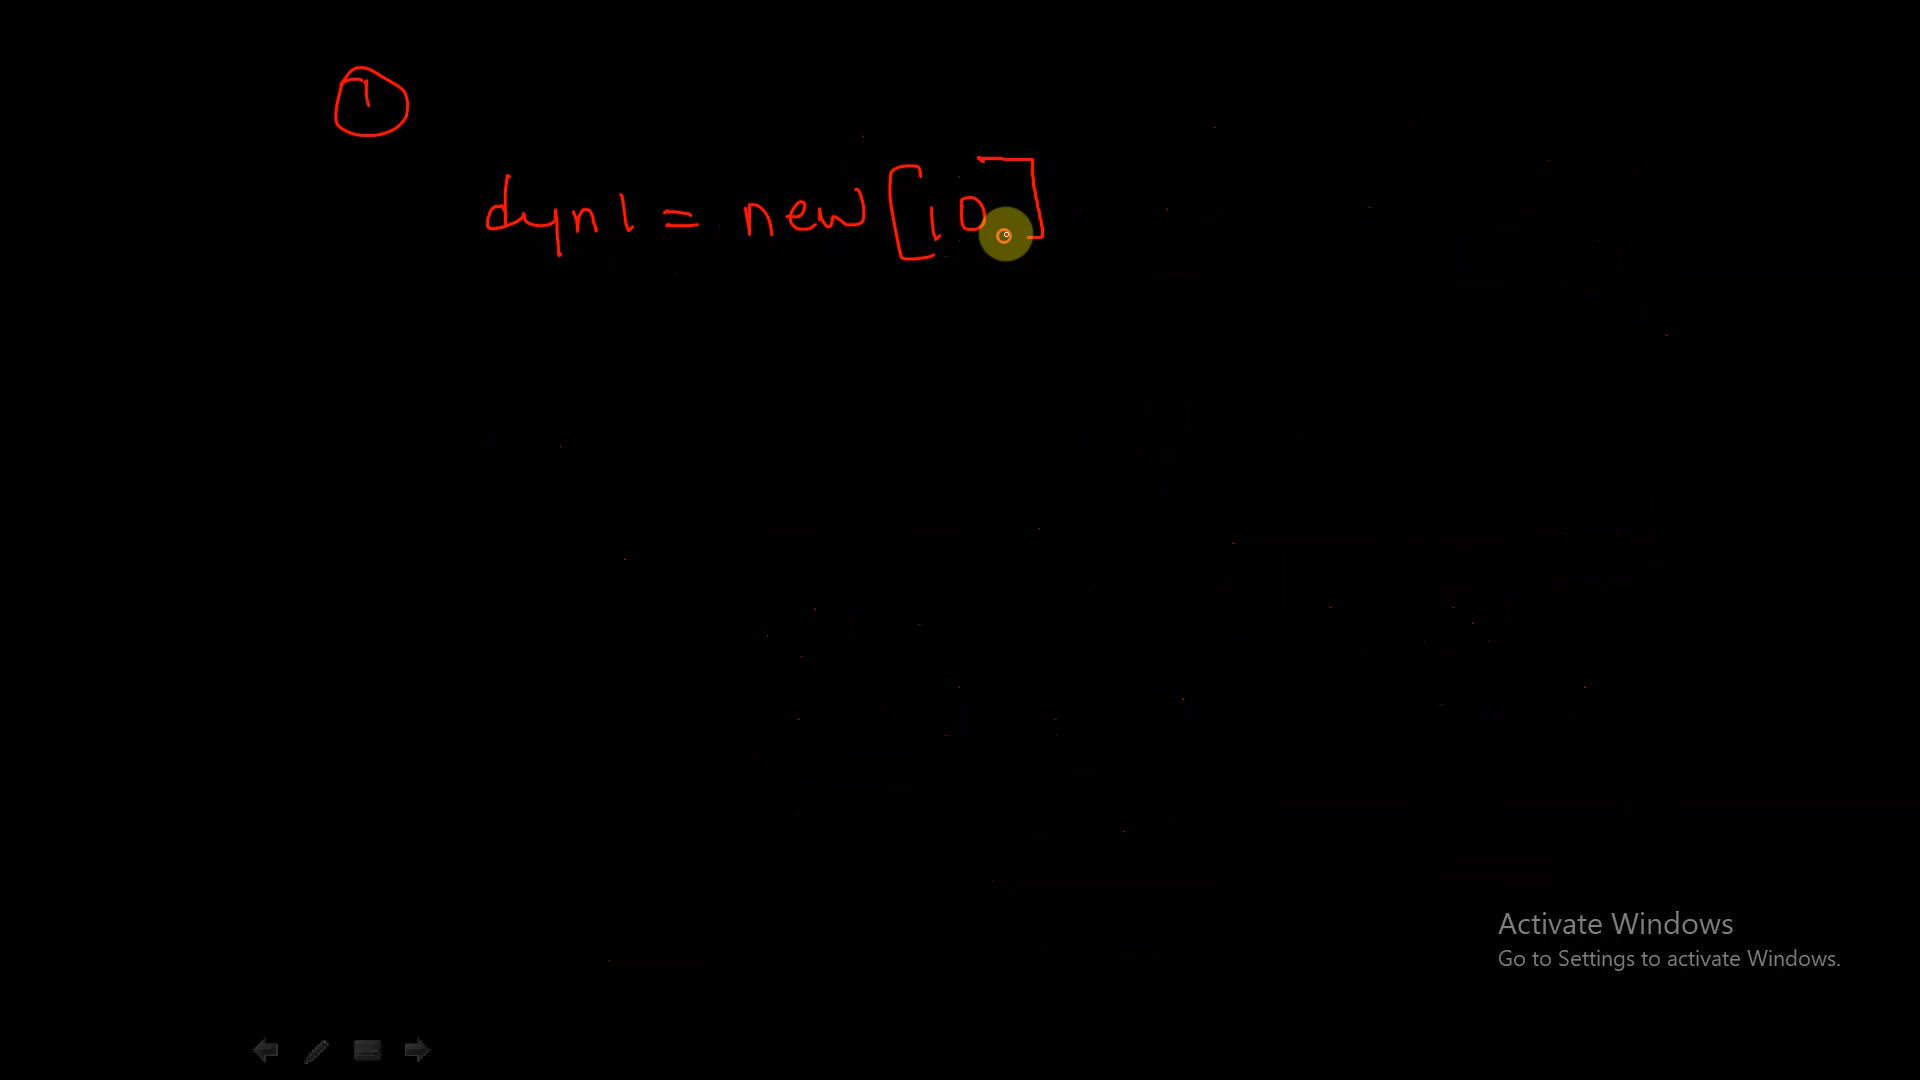 1
dyn1 = new [10]
Activate Windows
Go to Settings to activate Windows.